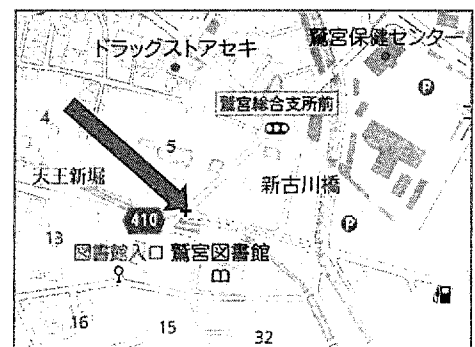 ドラッグストアセキ
鷲宮保健センター
P
鷲宮総合支所前
4
5
天王新堀
新古川橋
410
P
13
図書館入口
鷲宮図書館
16
15
32